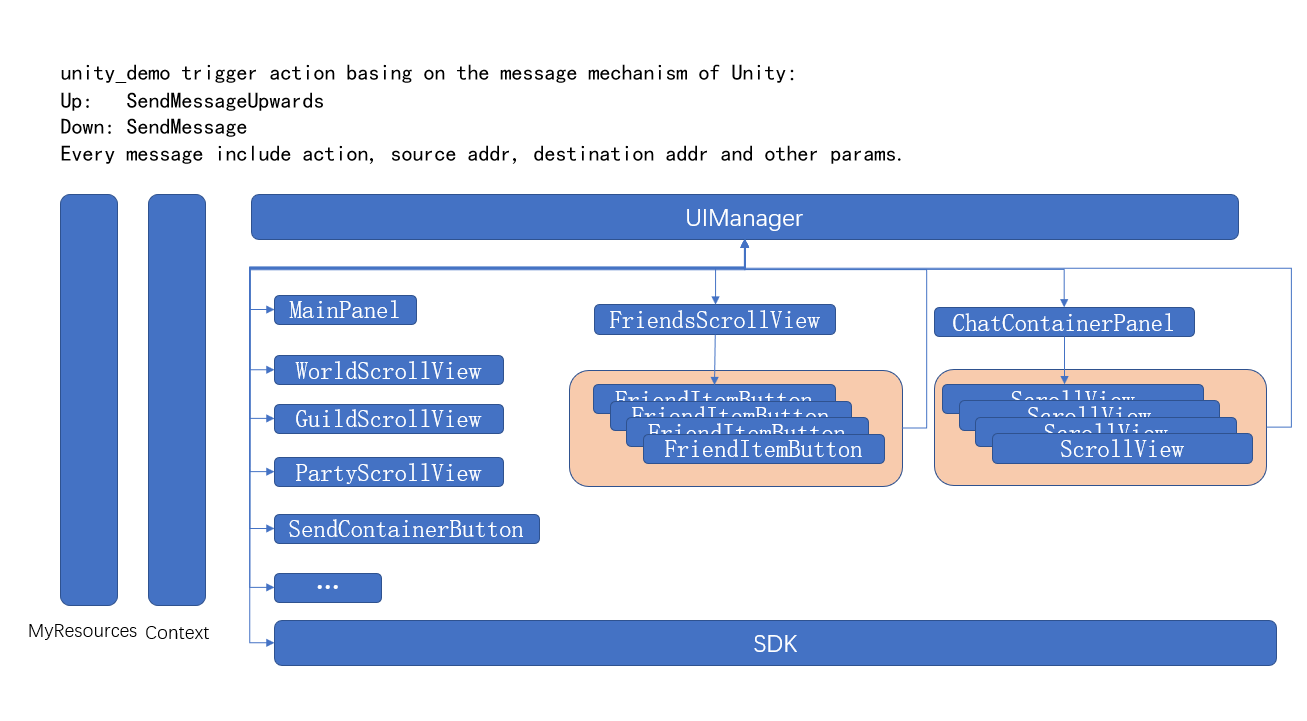 unity_demo trigger action basing on the message mechanism of Unity:
Up: SendMessageUpwards
Down: SendMessage
Every message include action, source addr, destination addr and other params.
UIManager
MainPanel
FriendsScrollView
ChatContainerPanel
WorldScrollView
GuildScrollView
PartyScrollView
SendContainerButton
...
FriendItemButton
FriendItemButton
FriendItemButton
FriendItemButton
ScrollView
ScrollView
ScrollView
ScrollView
MyResources
Context
SDK